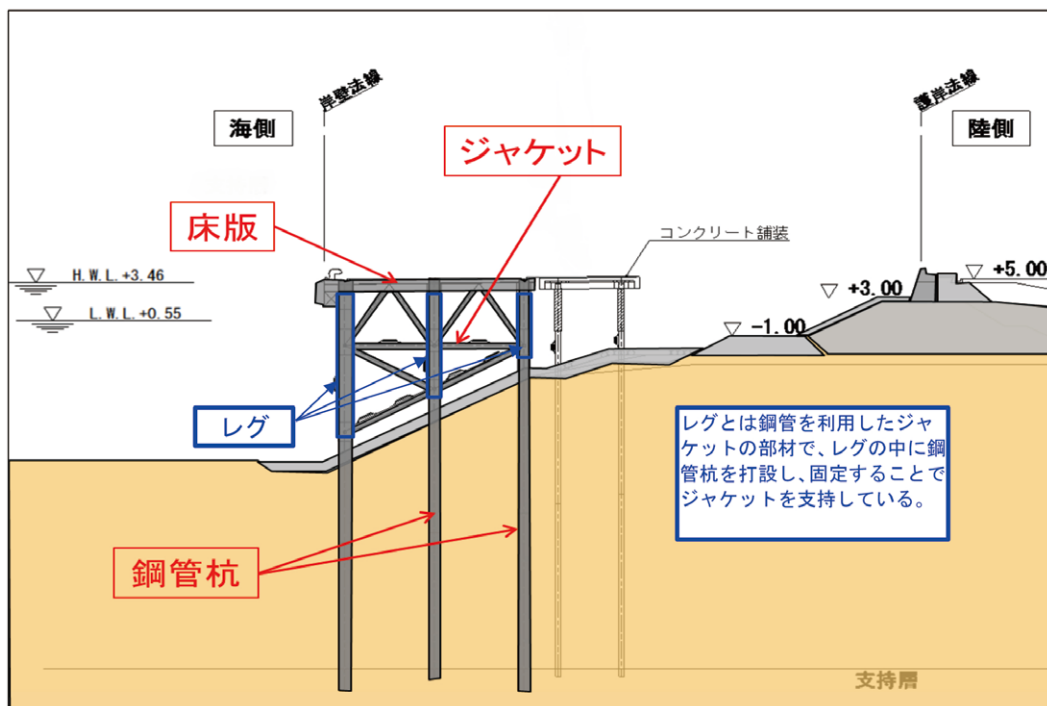 岸壁法線
護岸法線
海側
陸側
ジャケット
床版
コンクリート舗装
H.W.L.+3.46
+5.00
+3.00
L.W.L.+0.55
-1.00
レグ
レグとは鋼管を利用したジャ
ケットの部材で、レグの中に鋼
管杭を打設し、固定することで
ジャケットを支持している。
鋼管杭
支持層